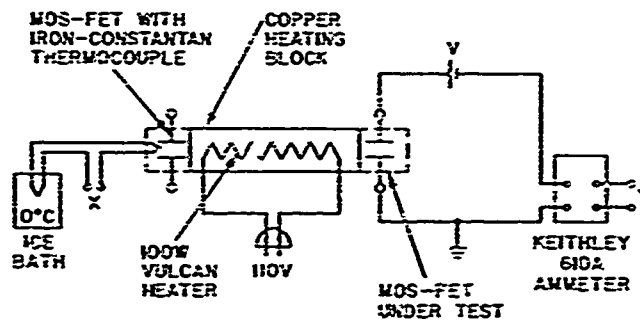 MOS-FET WITH
IRON-CONSTANTAN
THERMOCOUPLE
COPPER
HEATING
BLOCK
V
0°C
ICE
BATH
100W
VULCAN
HEATER
110V
MOS-FET
UNDER TEST
KEITHLEY
610A
AMMETER